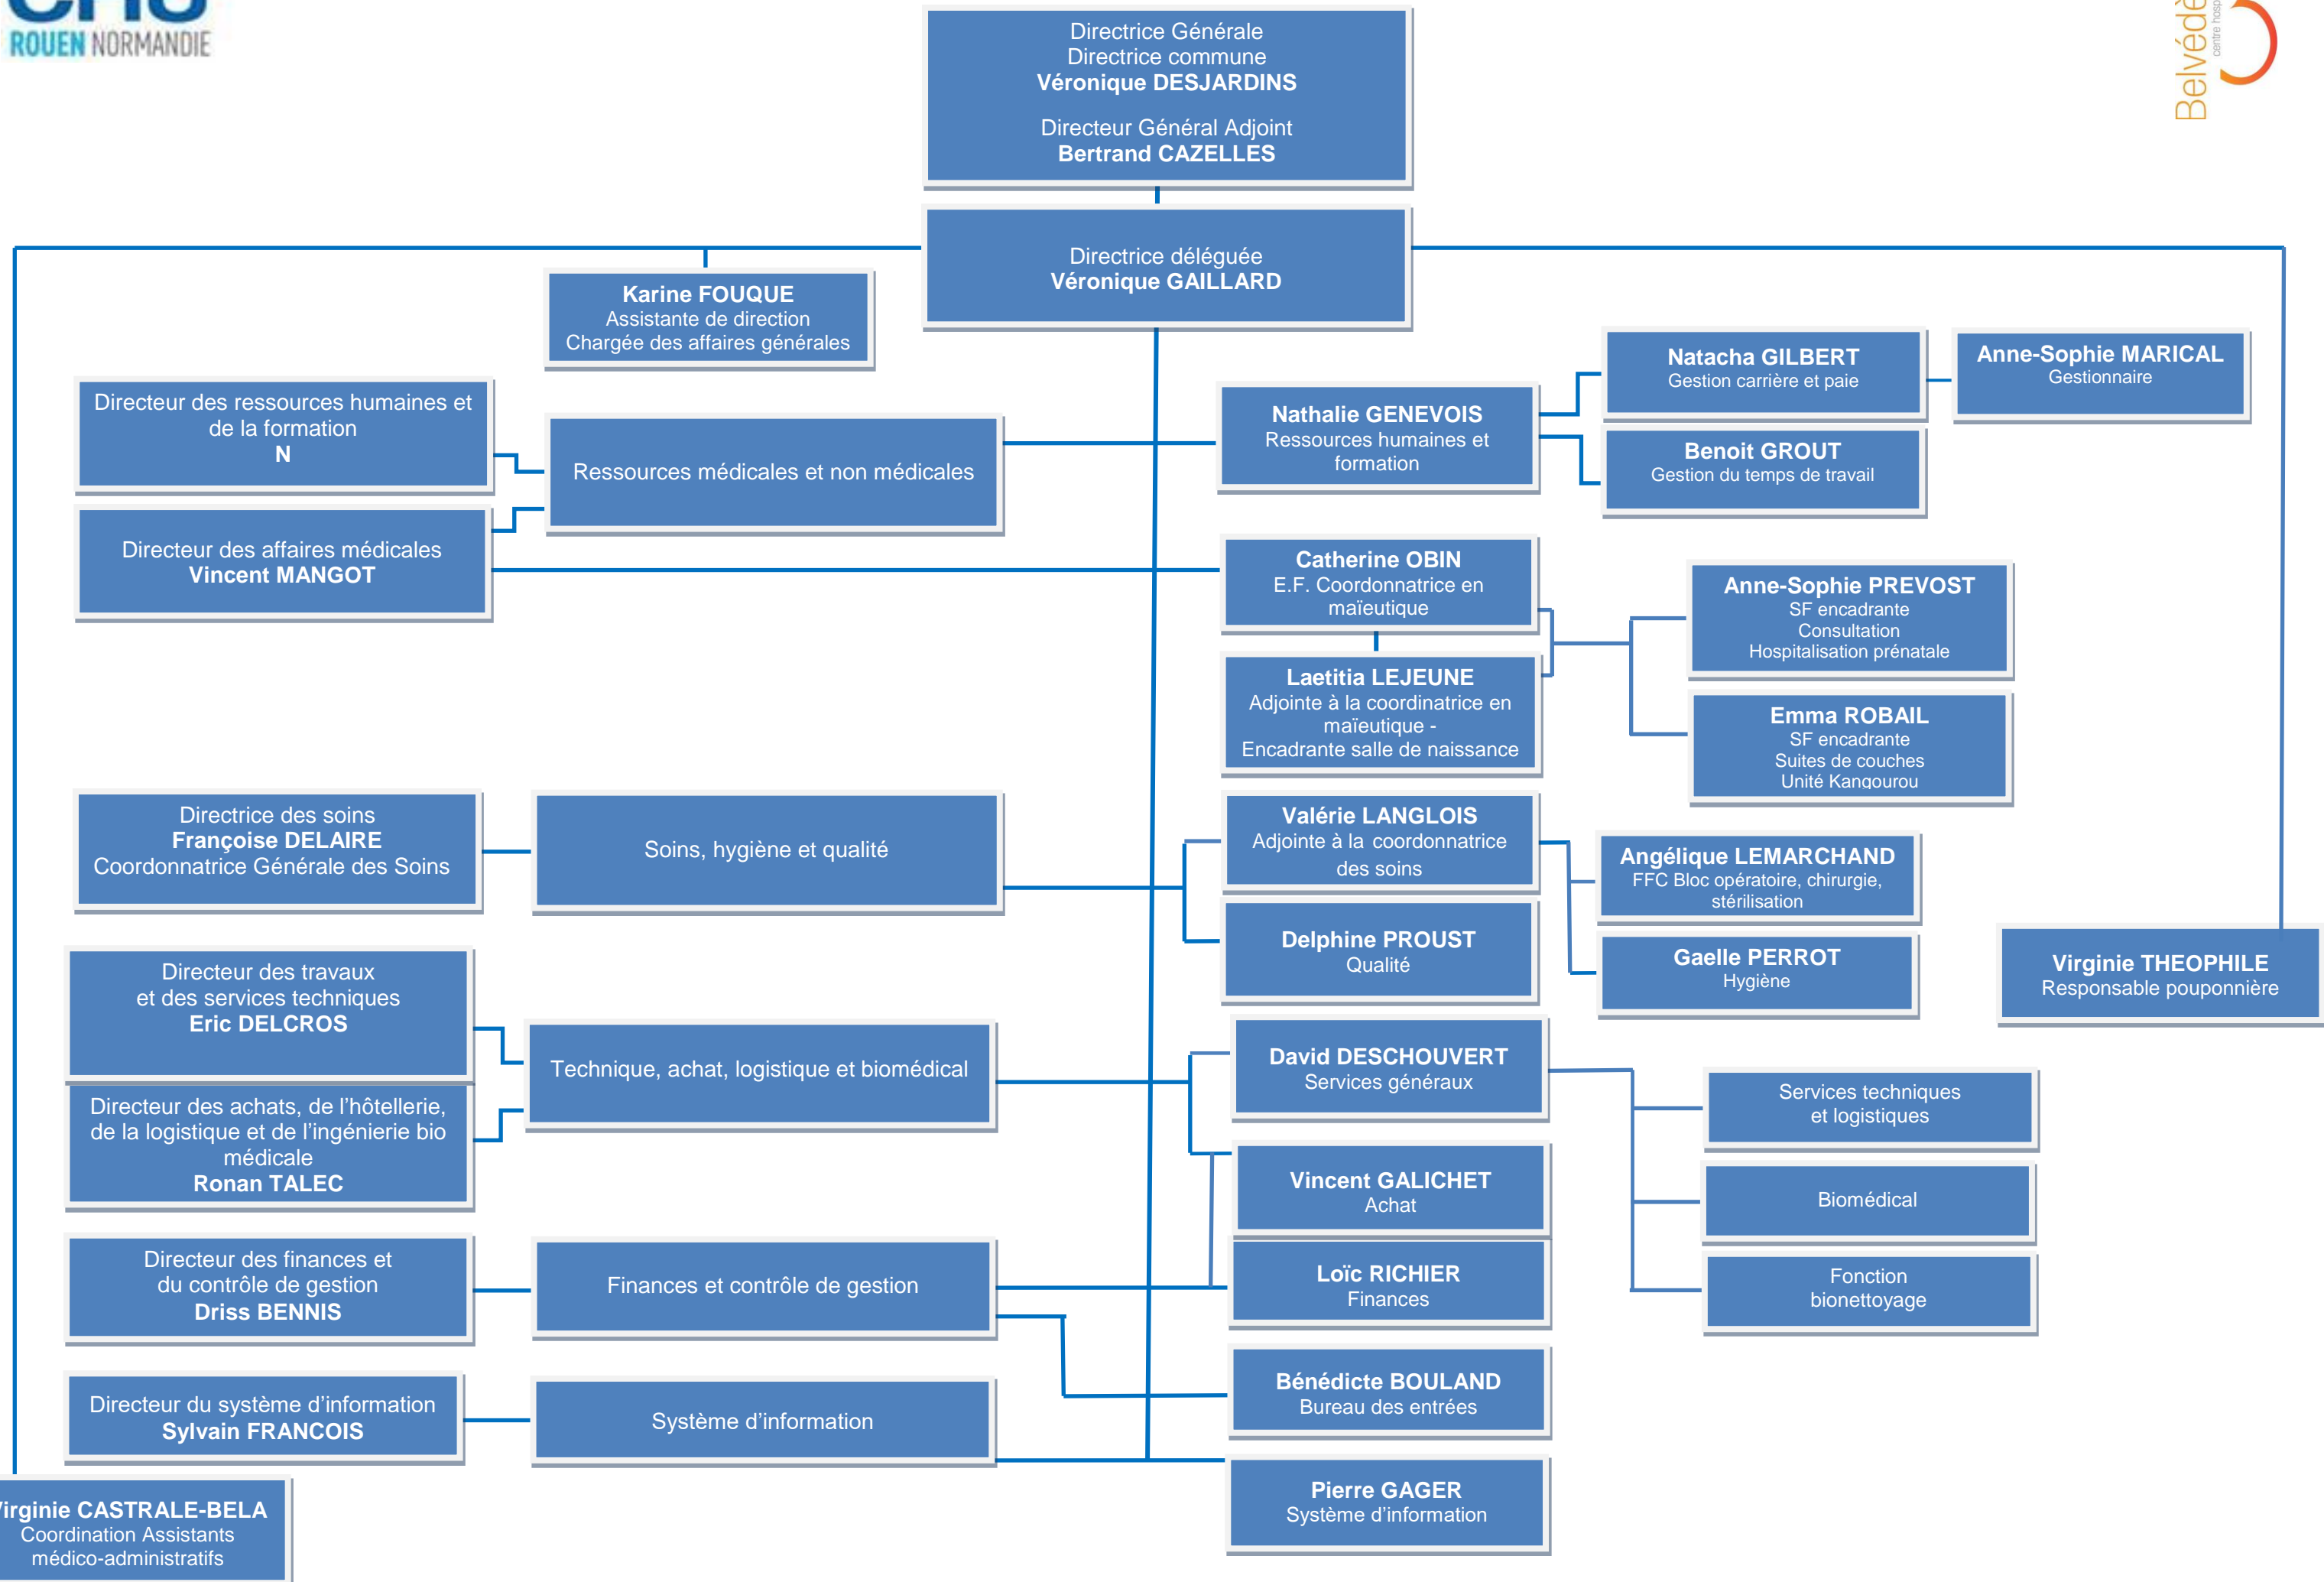 CHU
ROUEN NORMANDIE
Directrice Générale
Directrice commune
Véronique DESJARDINS
Directeur Général Adjoint
Bertrand CAZELLES
centre hosp
Directrice déléguée
Véronique GAILLARD
Karine FOUQUE
Assistante de direction
Chargée des affaires générales
Directeur des ressources humaines et
de la formation
N
Ressources médicales et non médicales
Directeur des affaires médicales
Vincent MANGOT
Nathalie GENEVOIS
Ressources humaines et
formation
Natacha GILBERT
Gestion carrière et paie
Anne-Sophie MARICAL
Gestionnaire
Benoit GROUT
Gestion du temps de travail
Catherine OBIN
E.F. Coordonnatrice en
maïeutique
Laetitia LEJEUNE
Adjointe à la coordinatrice en
maïeutique -
Encadrante salle de naissance
Anne-Sophie PREVOST
SF encadrante
Consultation
Hospitalisation prénatale
Emma ROBAIL
SF encadrante
Suites de couches
Unité Kangourou
Directrice des soins
Françoise DELAIRE
Coordonnatrice Générale des Soins
Soins, hygiène et qualité
Valérie LANGLOIS
Adjointe à la coordonnatrice
des soins
Delphine PROUST
Qualité
Angélique LEMARCHAND
FFC Bloc opératoire, chirurgie,
stérilisation
Gaelle PERROT
Hygiène
Virginie THEOPHILE
Responsable pouponnière
Directeur des travaux
et des services techniques
Eric DELCROS
Directeur des achats, de l’hôtellerie,
de la logistique et de l’ingénierie bio
médicale
Ronan TALEC
Technique, achat, logistique et biomédical
David DESCHOUVERT
Services généraux
Vincent GALICHET
Achat
Services techniques
et logistiques
Biomédical
Fonction
bionettoyage
Directeur des finances et
du contrôle de gestion
Driss BENNIS
Finances et contrôle de gestion
Loïc RICHIER
Finances
Bénédicte BOULAND
Bureau des entrées
Directeur du système d’information
Sylvain FRANCOIS
Système d’information
Pierre GAGER
Système d’information
Virginie CASTRALE-BELA
Coordination Assistants
médico-administratifs